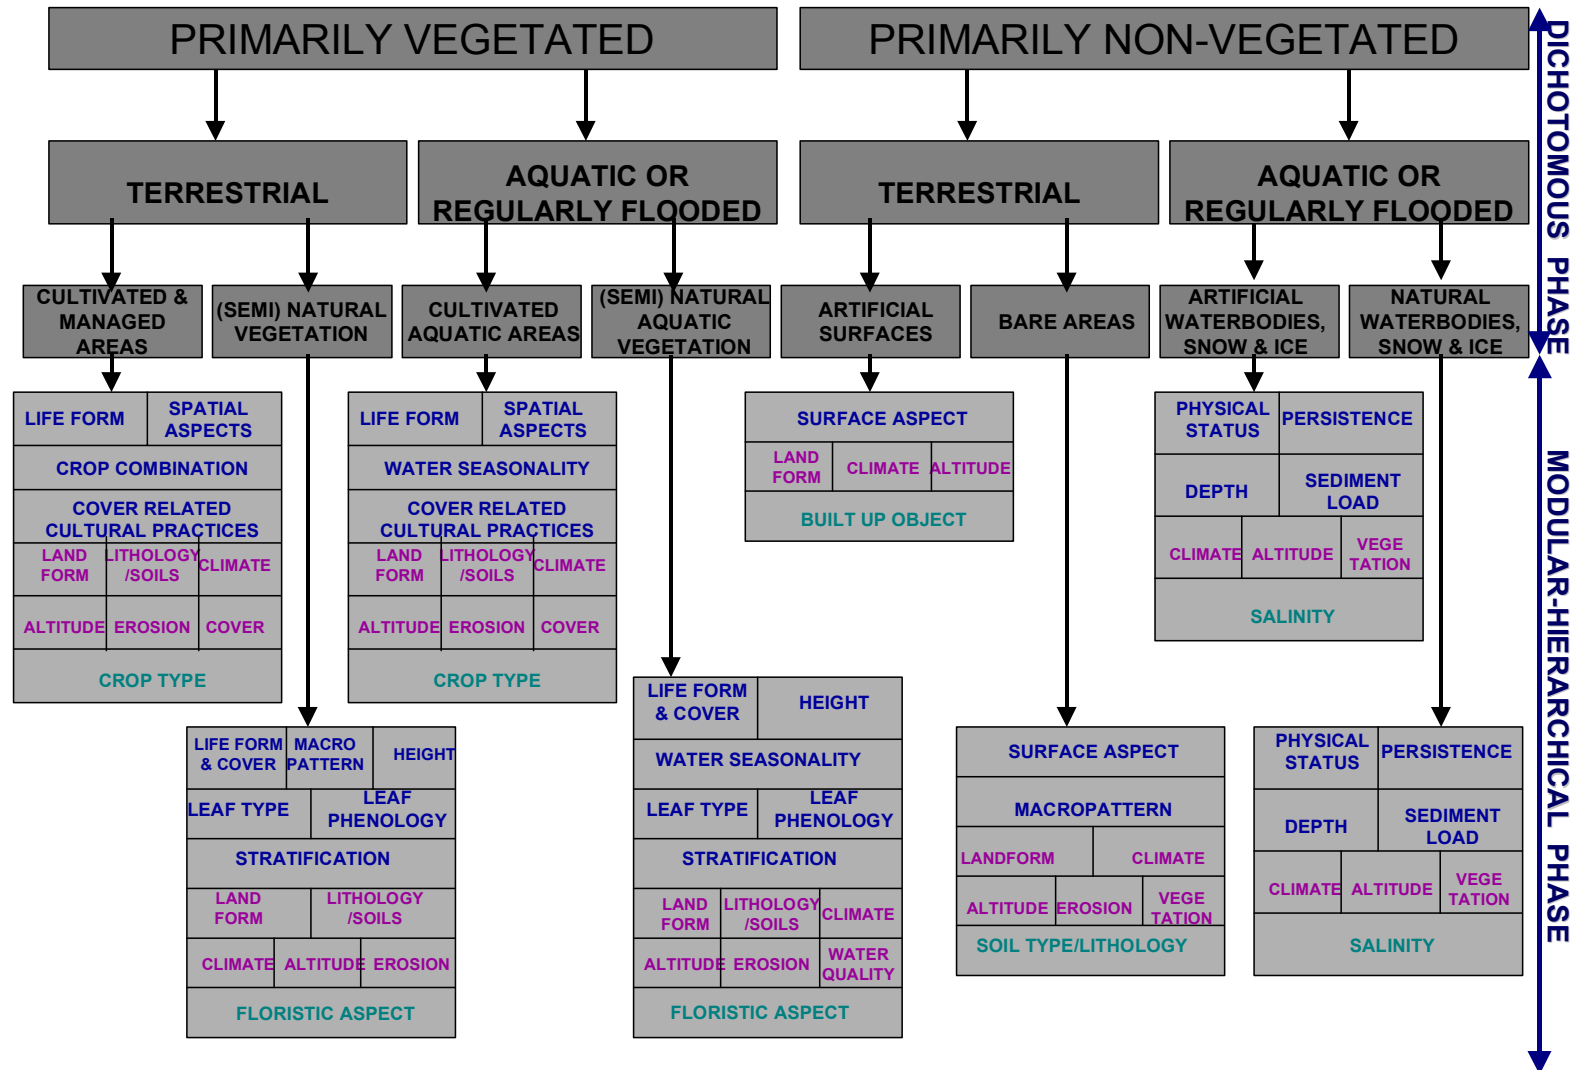 PRIMARILY VEGETATED
PRIMARILY NON-VEGETATED
TERRESTRIAL
AQUATIC OR
REGULARLY FLOODED
TERRESTRIAL
AQUATIC OR
REGULARLY FLOODED
CULTIVATED &
MANAGED
AREAS
(SEMI) NATURAL
VEGETATION
CULTIVATED
AQUATIC AREAS
(SEMI) NATURAL
AQUATIC
VEGETATION
ARTIFICIAL
SURFACES
BARE AREAS
ARTIFICIAL
WATERBODIES,
SNOW & ICE
NATURAL
WATERBODIES,
SNOW & ICE
DICHOTOMOUS PHASE
LIFE FORM
SPATIAL
ASPECTS
CROP COMBINATION
COVER RELATED
CULTURAL PRACTICES
LAND
FORM
LITHOLOGY
/SOILS
CLIMATE
ALTITUDE
EROSION
COVER
CROP TYPE
LIFE FORM
SPATIAL
ASPECTS
WATER SEASONALITY
COVER RELATED
CULTURAL PRACTICES
LAND
FORM
LITHOLOGY
/SOILS
CLIMATE
ALTITUDE
EROSION
COVER
CROP TYPE
SURFACE ASPECT
LAND
FORM
CLIMATE
ALTITUDE
BUILT UP OBJECT
PHYSICAL
STATUS
PERSISTENCE
DEPTH
SEDIMENT
LOAD
CLIMATE
ALTITUDE
VEGE
TATION
SALINITY
MODULAR-HIERARCHICAL PHASE
LIFE FORM
& COVER
MACRO
PATTERN
HEIGHT
LEAF TYPE
LEAF
PHENOLOGY
STRATIFICATION
LAND
FORM
LITHOLOGY
/SOILS
CLIMATE
ALTITUDE
EROSION
FLORISTIC ASPECT
LIFE FORM
& COVER
HEIGHT
WATER SEASONALITY
LEAF TYPE
LEAF
PHENOLOGY
STRATIFICATION
LAND
FORM
LITHOLOGY
/SOILS
CLIMATE
ALTITUDE
EROSION
WATER
QUALITY
FLORISTIC ASPECT
SURFACE ASPECT
MACROPATTERN
LANDFORM
CLIMATE
ALTITUDE
EROSION
VEGE
TATION
SOIL TYPE/LITHOLOGY
PHYSICAL
STATUS
PERSISTENCE
DEPTH
SEDIMENT
LOAD
CLIMATE
ALTITUDE
VEGE
TATION
SALINITY